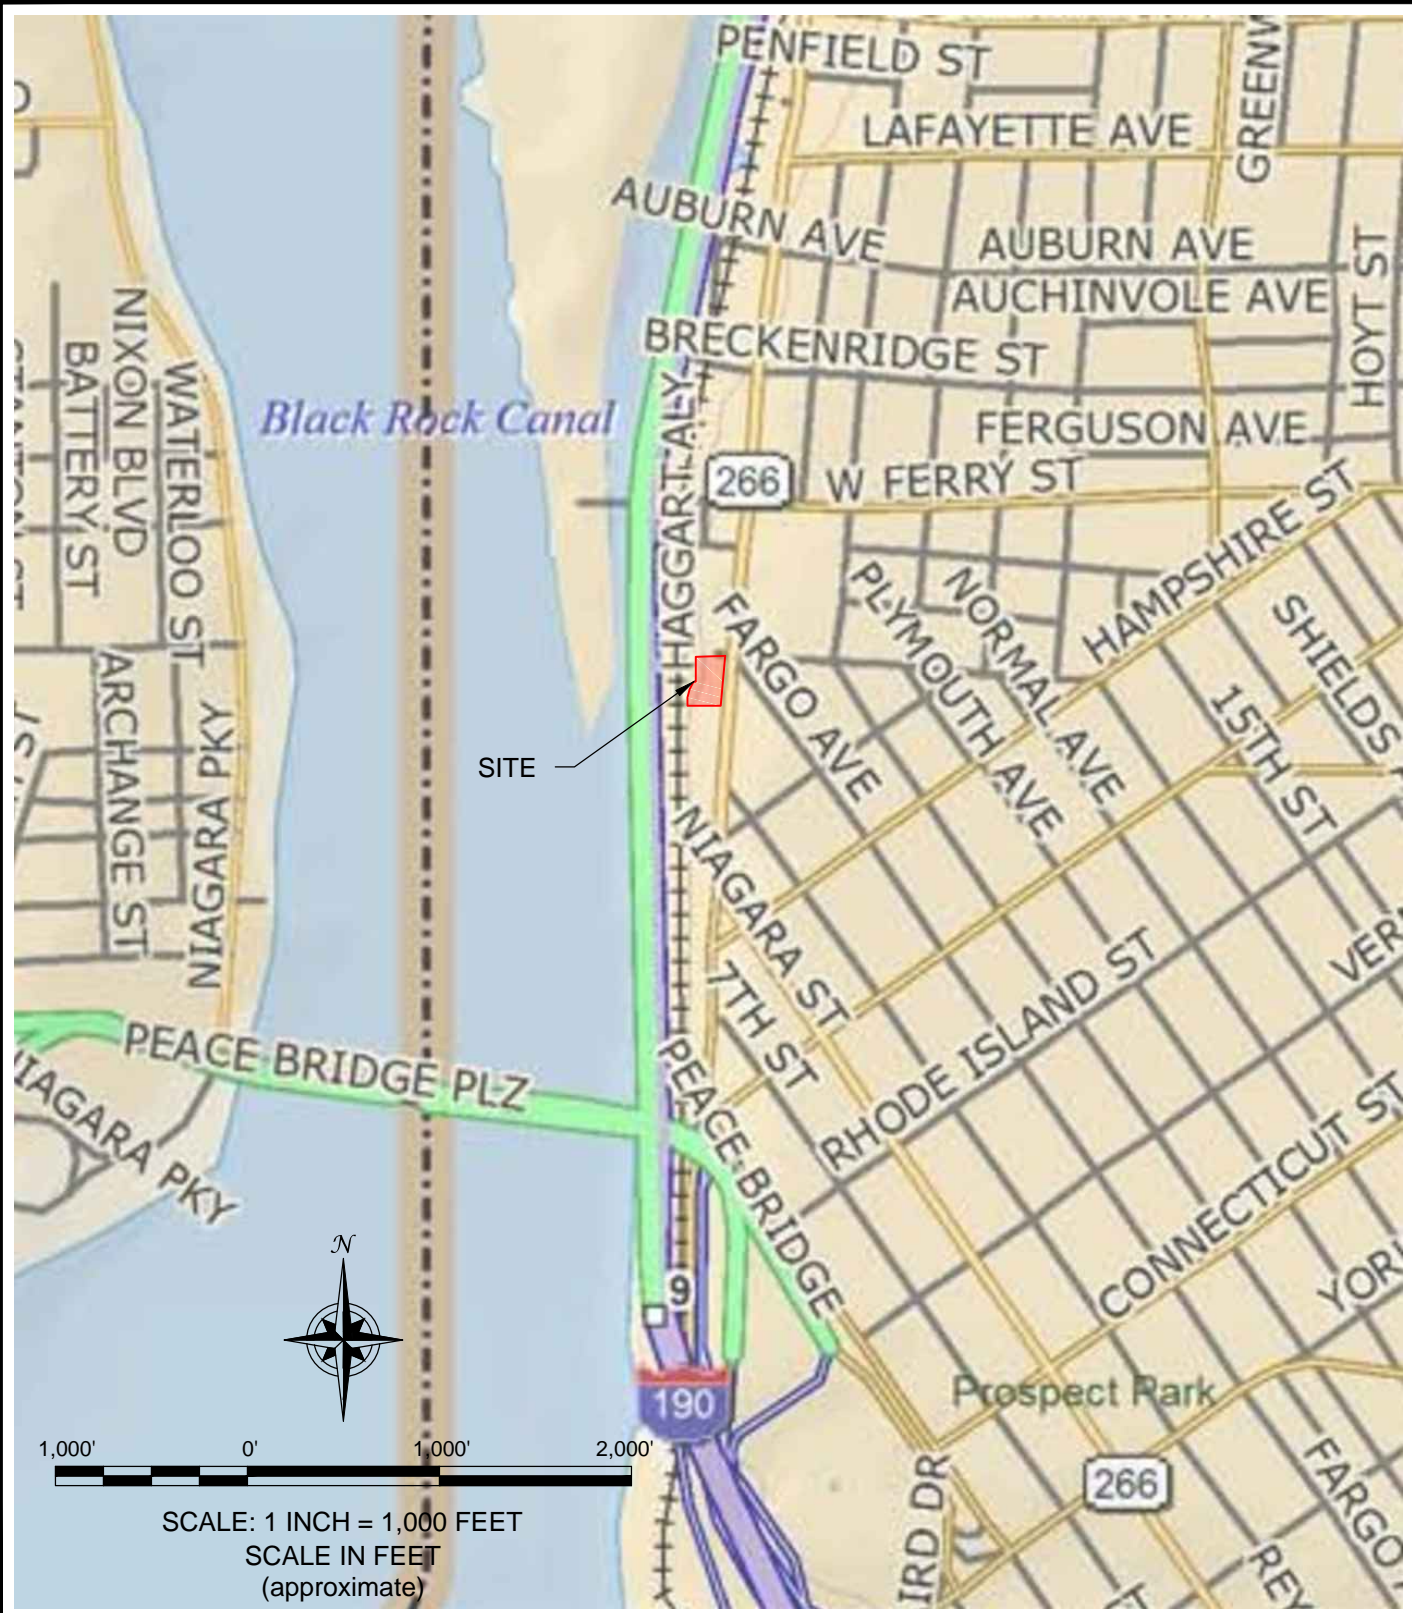 PENFIELD ST
LAFAYETTE AVE
AUBURN AVE
AUBURN AVE
AUCHINVOLE AVE
HOYT ST
BRECKENRIDGE ST
NIXON BLVD
BATTERY ST
WATERLOO ST
Black Rock Canal
HAGGART ALY
FERGUSON AVE
266
W FERRY ST
HAMPSHIRE ST
FARGO AVE
PLYMOUTH AVE
NORMAL AVE
SHIELDS
15TH ST
ARCHANGE ST
NIAGARA PKY
SITE
NIAGARA ST
7TH ST
RHODE ISLAND ST
PEACE BRIDGE PLZ
PEACE BRIDGE
NIAGARA PKY
CONNECTICUT ST
N
9
190
Prospect Park
1,000' 0' 1,000' 2,000'
SCALE: 1 INCH = 1,000 FEET
SCALE IN FEET
(approximate)
266
FARGO